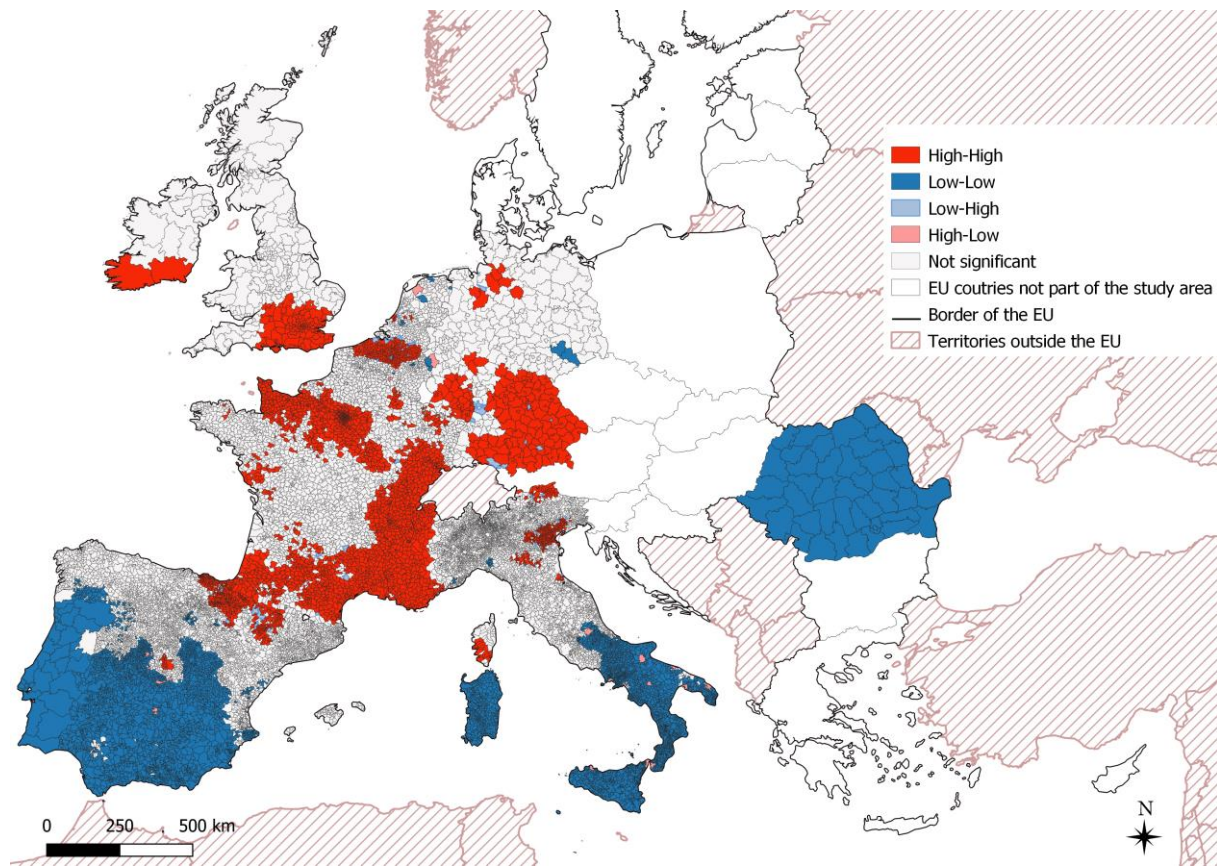 High-High
Low-Low
Low-High
High-Low
Not significant
EU coutries not part of the study area
Border of the EU
Territories outside the EU
0 250 500 km
N